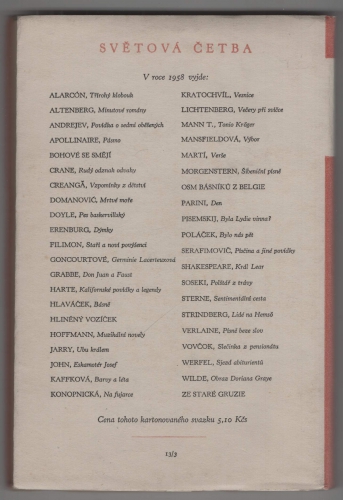 SVĚTOVÁ ČETBA
V roce 1958 vyjde:
ALARCÓN, Třírohý klobouk
ALTENBERG, Minutové romány
ANDREJEV, Povídka o sedmi oběšených
APOLLINAIRE, Pásmo
BOHOVÉ SE SMĚJÍ
CRANE, Rudý odznak odvahy
CREANGĂ, Vzpomínky z dětství
DOMANOVIČ, Mrtvé moře
DOYLE, Pes baskervillský
ERENBURG, Dýmky
FILIMON, Staří a noví povýšenci
GONCOURTOVÉ, Germinie Lacerteuxová
GRABBE, Don Juan a Faust
HARTE, Kalifornské povídky a legendy
HLAVÁČEK, Básně
HLINĚNÝ VOZÍČEK
HOFFMANN, Muzikální novely
JARRY, Ubu králem
JOHN, Eskamotér Josef
KAFFKOVÁ, Barvy a léta
KONOPNICKÁ, Na fujarce
KRATOCHVÍL, Vesnice
LICHTENBERG, Večery při svíčce
MANN T., Tonio Kröger
MANSFIELDOVÁ, Výbor
MARTÍ, Verše
MORGENSTERN, Šibeniční písně
OSM BÁSNÍKŮ Z BELGIE
PARINI, Den
PISEMSKIJ, Byla Lydie vinna?
POLÁČEK, Bylo nás pět
SERAFIMOVIČ, Písčina a jiné povídky
SHAKESPEARE, Král Lear
SOSEKI, Polštář z trávy
STERNE, Sentimentální cesta
STRINDBERG, Lidé na Hemsö
VERLAINE, Písně beze slov
VOVČOK, Slečinka z pensionátu
WERFEL, Sjezd abiturientů
WILDE, Obraz Doriana Graye
ZE STARÉ GRUZIE
Cena tohoto kartonovaného svazku 5,10 Kčs
13/3